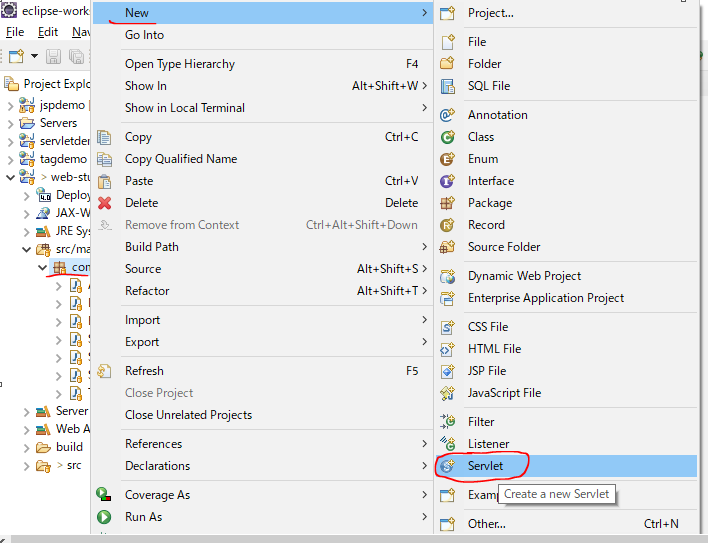 eclipse-works
File Edit Nav
Project Explo
jspdemo [
Servers
servletdem
tagdemo
> web-stu
Deploy
JAX-W
JRE Sys
src/ma
com
Server
Web A
build
> src
New
Go Into
Open Type Hierarchy F4
Show In Alt+Shift+W
Show in Local Terminal
Copy Ctrl+C
Copy Qualified Name
Paste Ctrl+V
Delete Delete
Remove from Context Ctrl+Alt+Shift+Down
Build Path
Source Alt+Shift+S
Refactor Alt+Shift+T
Import
Export
Refresh F5
Close Project
Close Unrelated Projects
References
Declarations
Coverage As
Run As
Project...
File
Folder
SQL File
Annotation
Class
Enum
Interface
Package
Record
Source Folder
Dynamic Web Project
Enterprise Application Project
CSS File
HTML File
JSP File
JavaScript File
Filter
Listener
Servlet
Examp
Create a new Servlet
Other... Ctrl+N